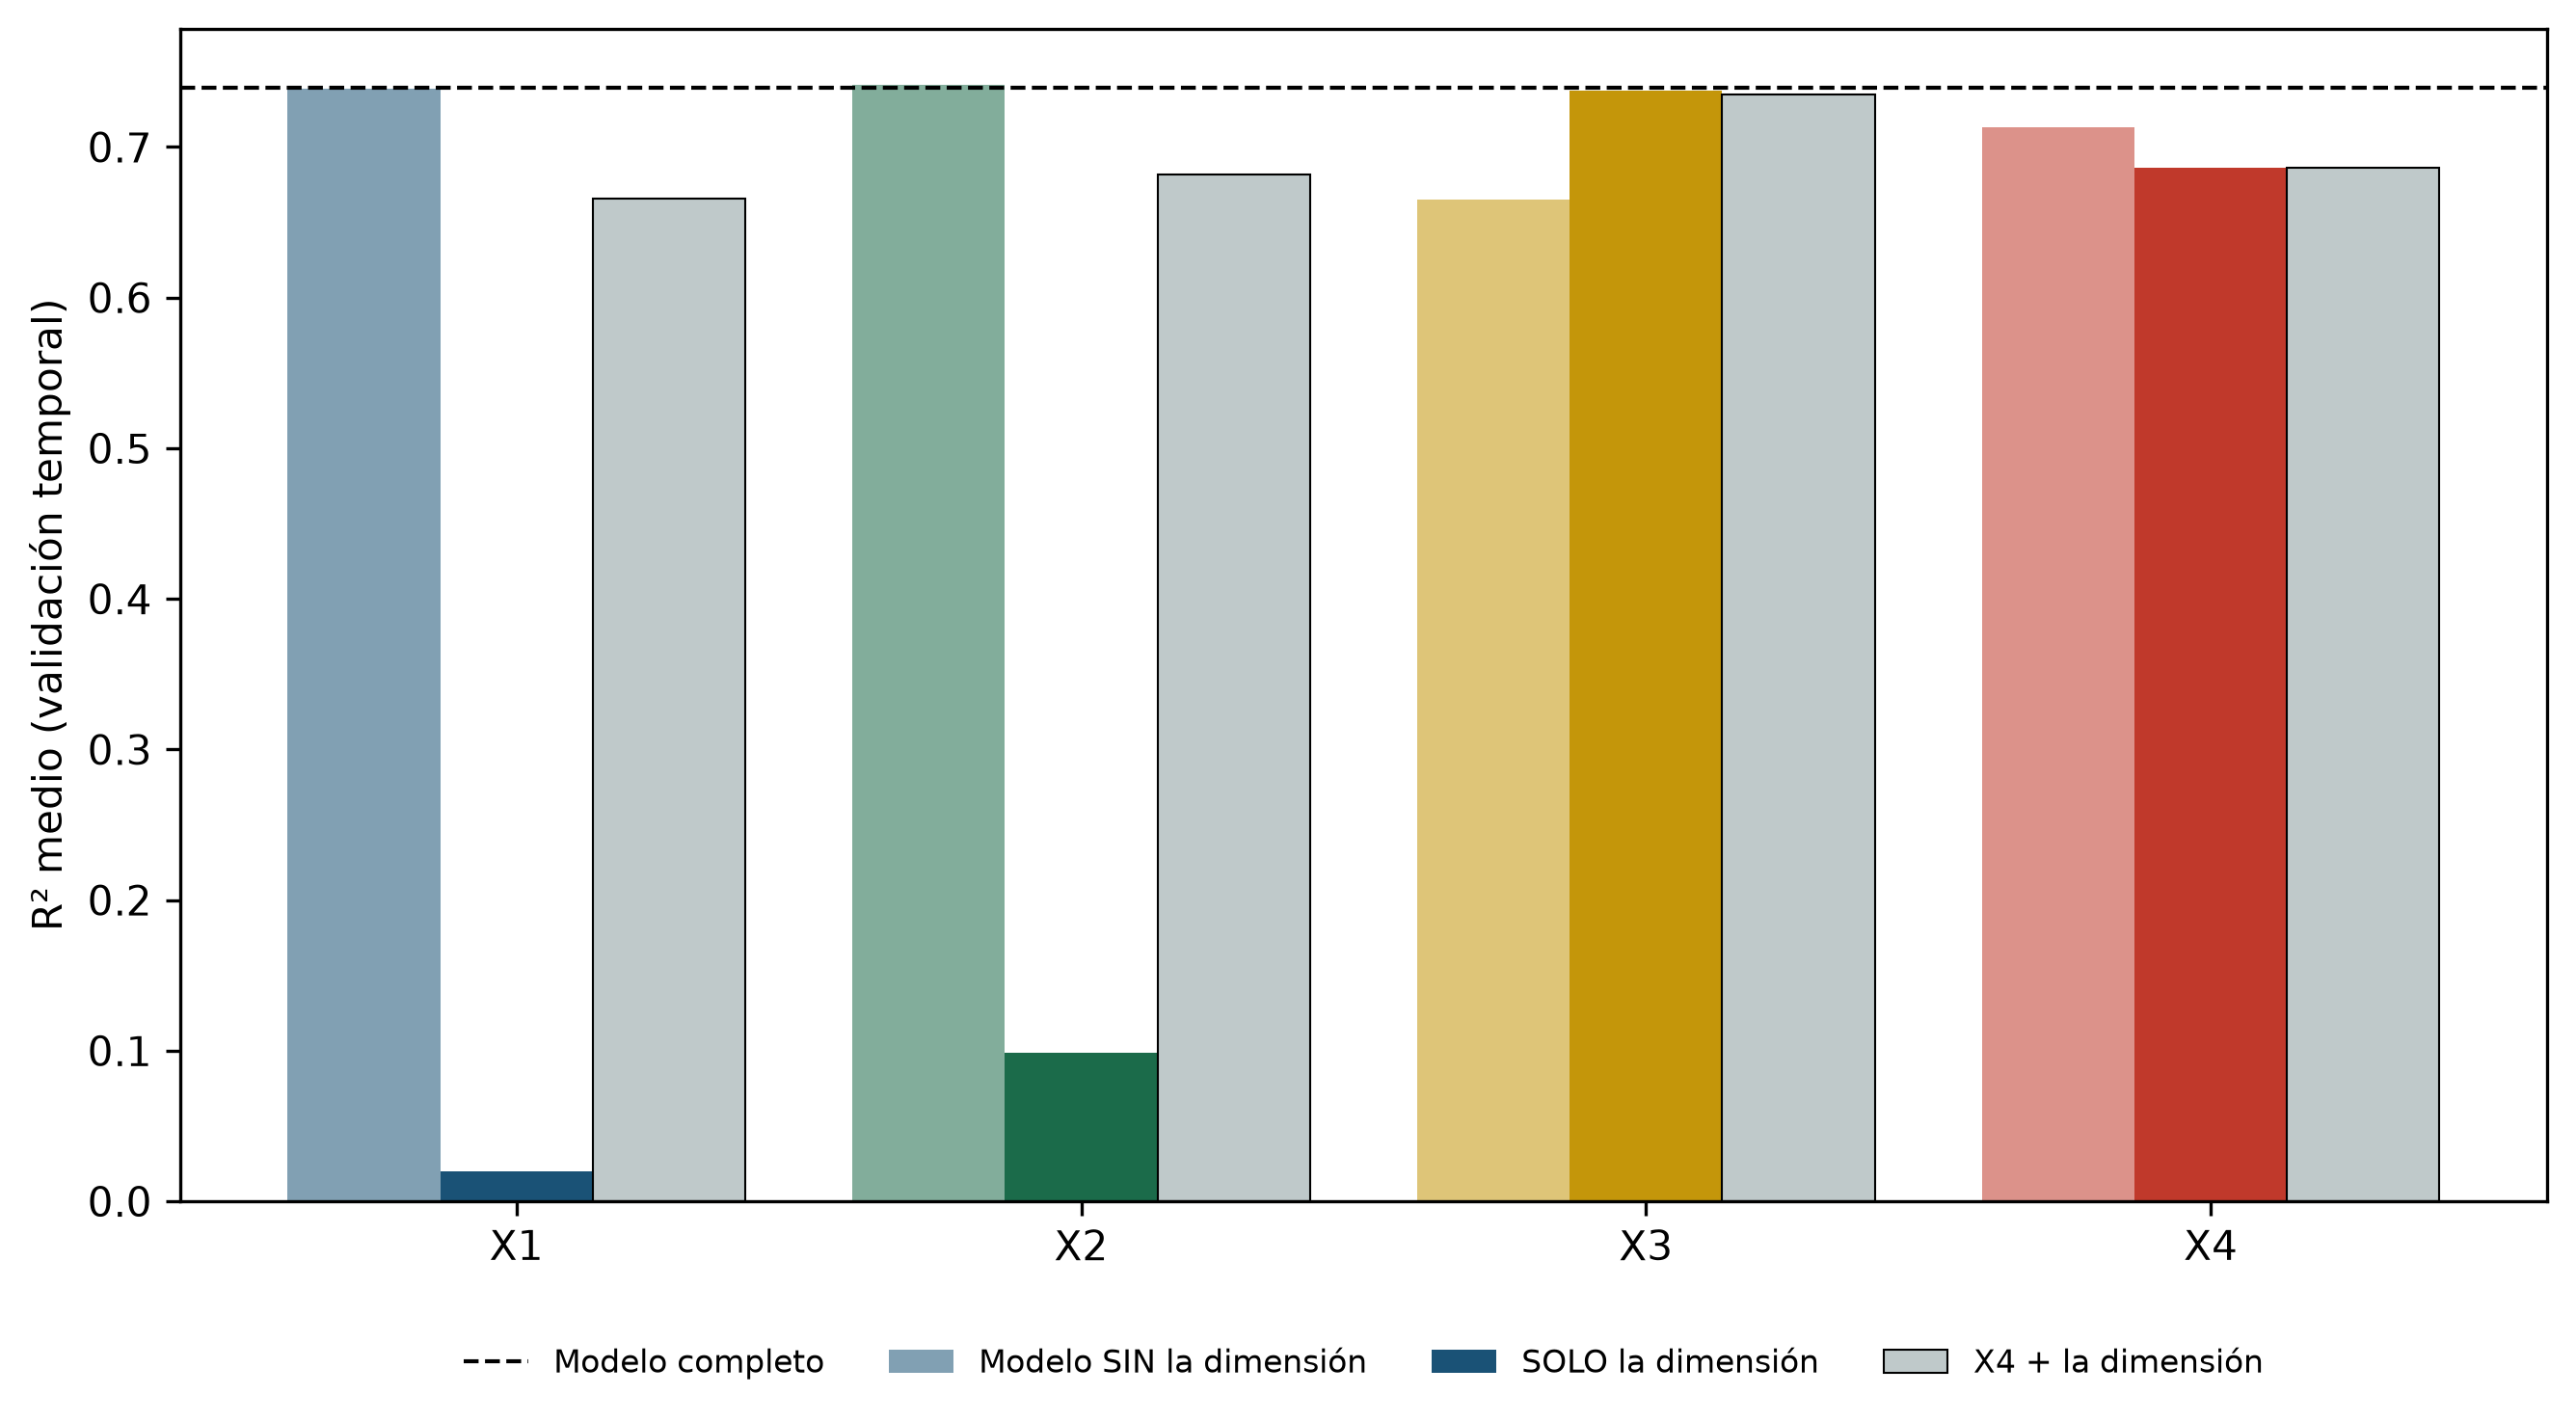 R² medio (validación temporal)
0.7
0.6
0.5
0.4
0.3
0.2
0.1
0.0
X1 X2 X3 X4
Modelo completo Modelo SIN la dimensión SOLO la dimensión X4 + la dimensión